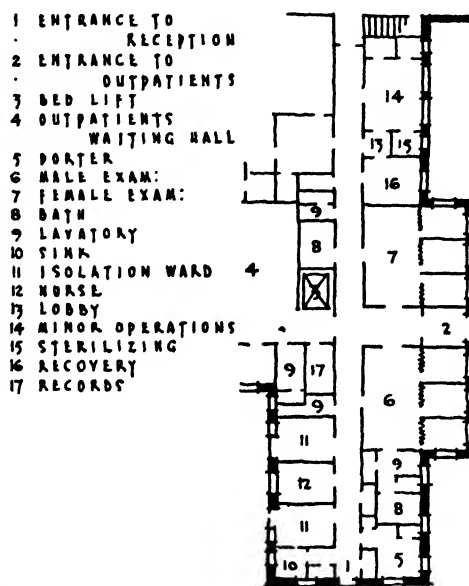 1 ENTRANCE TO
· RECEPTION
2 ENTRANCE TO
· OUTPATIENTS
3 BED LIFT
4 OUTPATIENTS
WAITING HALL
5 PORTER
6 MALE EXAM:
7 FEMALE EXAM:
8 BATH
9 LAVATORY
10 SINK
11 ISOLATION WARD
12 NURSE
13 LOBBY
14 MINOR OPERATIONS
15 STERILIZING
16 RECOVERY
17 RECORDS
14
13 15
16
9
8
7
4
3
2
9 17
9
6
11
12
11
9
8
10 1 5